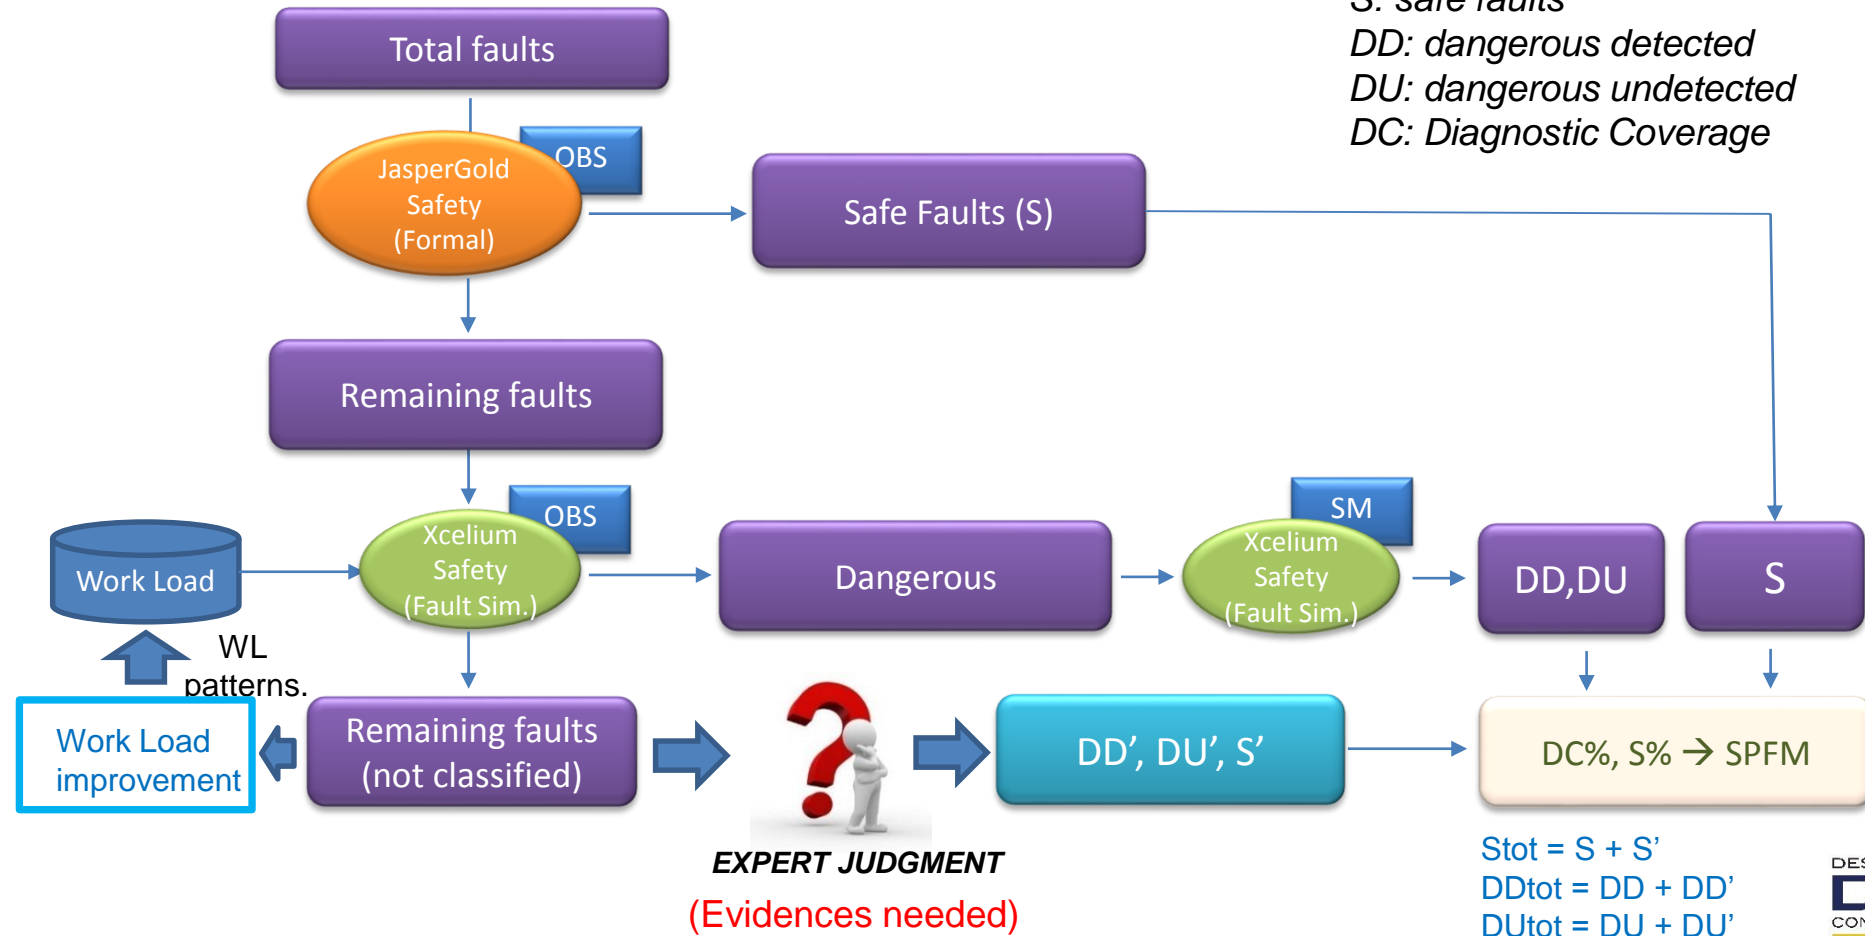 S: safe faults
DD: dangerous detected
DU: dangerous undetected
DC: Diagnostic Coverage
Total faults
OBS
JasperGold
Safety
(Formal)
Safe Faults (S)
Remaining faults
OBS
Xcelium
Safety
(Fault Sim.)
Work Load
Dangerous
SM
Xcelium
Safety
(Fault Sim.)
DD,DU
S
WL
patterns.
Work Load
improvement
Remaining faults
(not classified)
DD’, DU’, S’
DC%, S% → SPFM
EXPERT JUDGMENT
(Evidences needed)
Stot = S + S’
DDtot = DD + DD’
DUtot = DU + DU’